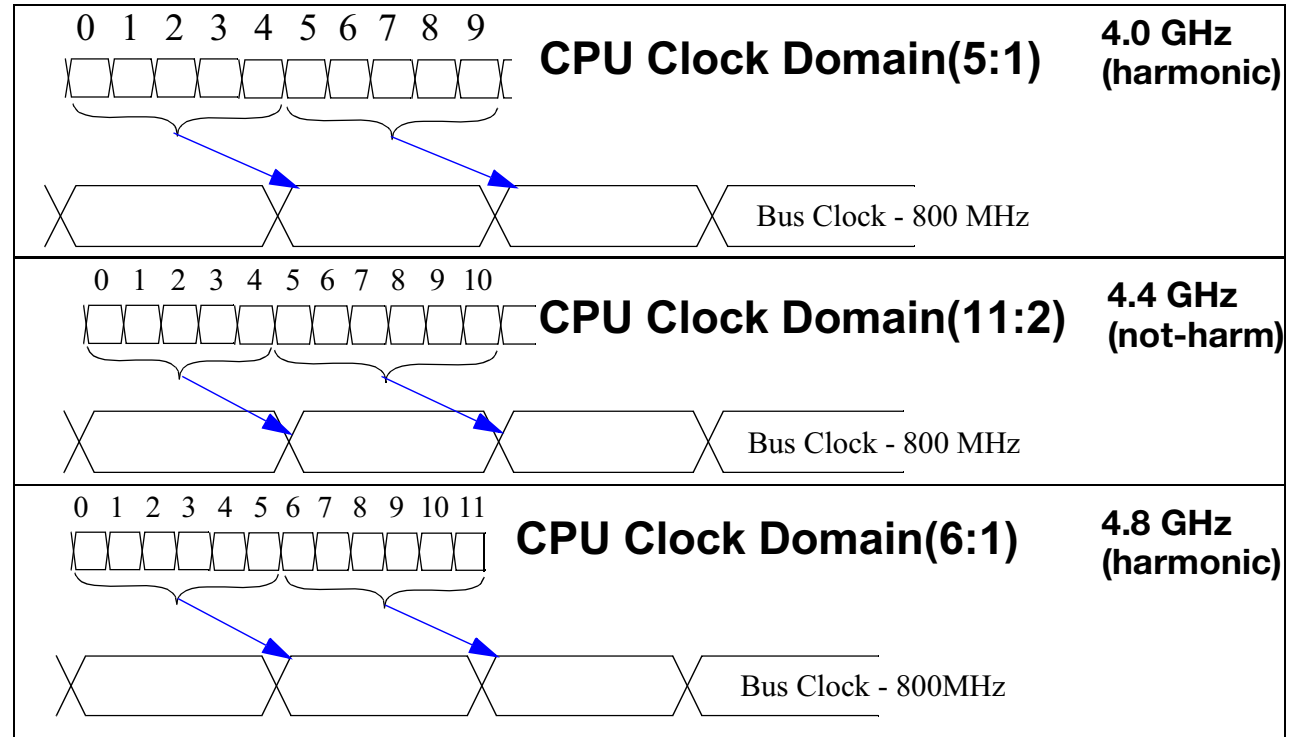 0 1 2 3 4 5 6 7 8 9
CPU Clock Domain(5:1)
4.0 GHz
(harmonic)
Bus Clock - 800 MHz
0 1 2 3 4 5 6 7 8 9 10
CPU Clock Domain(11:2)
4.4 GHz
(not-harm)
Bus Clock - 800 MHz
0 1 2 3 4 5 6 7 8 9 10 11
CPU Clock Domain(6:1)
4.8 GHz
(harmonic)
Bus Clock - 800MHz